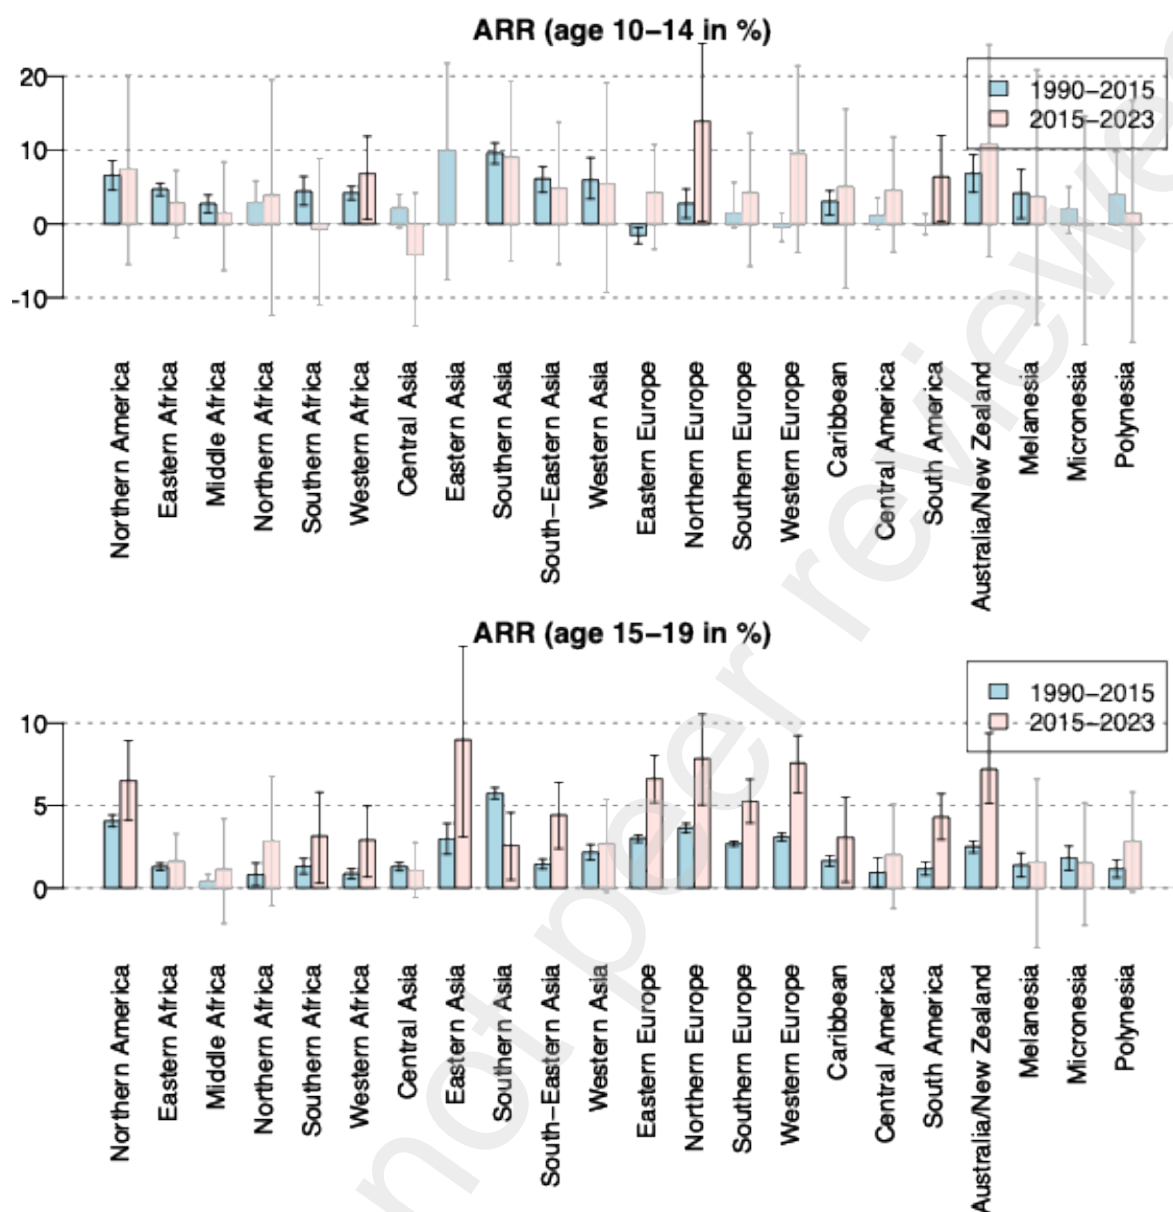 ARR (age 10–14 in %)
20
10
0
-10
1990–2015
2015–2023
Northern America
Eastern Africa
Middle Africa
Northern Africa
Southern Africa
Western Africa
Central Asia
Eastern Asia
Southern Asia
South–Eastern Asia
Western Asia
Eastern Europe
Northern Europe
Southern Europe
Western Europe
Caribbean
Central America
South America
Australia/New Zealand
Melanesia
Micronesia
Polynesia
ARR (age 15–19 in %)
10
5
0
1990–2015
2015–2023
Northern America
Eastern Africa
Middle Africa
Northern Africa
Southern Africa
Western Africa
Central Asia
Eastern Asia
Southern Asia
South–Eastern Asia
Western Asia
Eastern Europe
Northern Europe
Southern Europe
Western Europe
Caribbean
Central America
South America
Australia/New Zealand
Melanesia
Micronesia
Polynesia
not peer reviewe